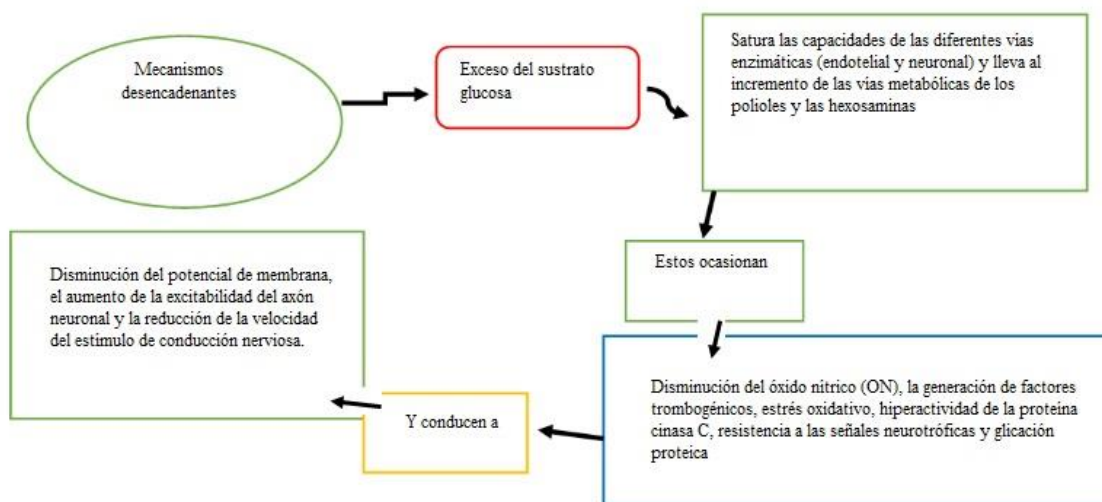 Mecanismos
desencadenantes
Exceso del sustrato
glucosa
Satura las capacidades de las diferentes vías
enzimáticas (endotelial y neuronal) y lleva al
incremento de las vías metabólicas de los
polioles y las hexosaminas
Estos ocasionan
Disminución del óxido nítrico (ON), la generación de factores
trombogénicos, estrés oxidativo, hiperactividad de la proteína
cinasa C, resistencia a las señales neurotróficas y glicación
proteica
Y conducen a
Disminución del potencial de membrana,
el aumento de la excitabilidad del axón
neuronal y la reducción de la velocidad
del estímulo de conducción nerviosa.